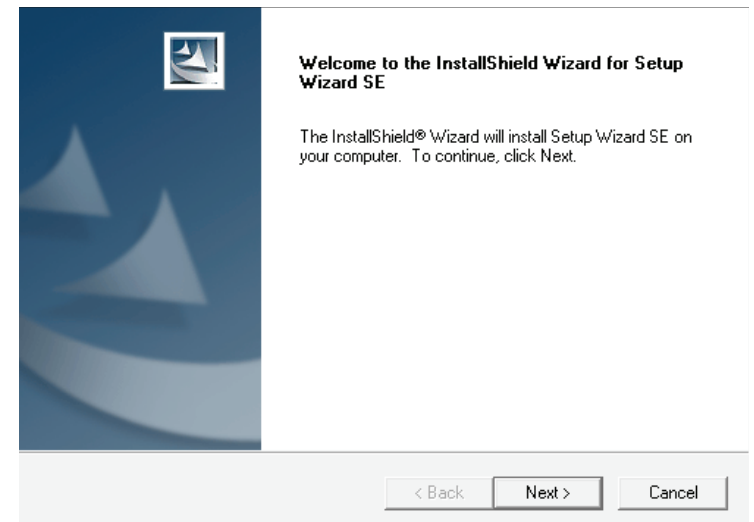 Welcome to the InstallShield Wizard for Setup
Wizard SE
The InstallShield® Wizard will install Setup Wizard SE on
your computer.  To continue, click Next.
< Back
Next >
Cancel